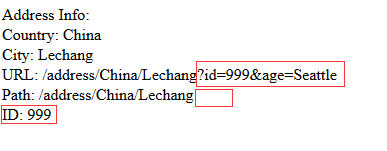 Address Info:
Country: China
City: Lechang
URL: /address/China/Lechang?id=999&age=Seattle
Path: /address/China/Lechang
ID: 999